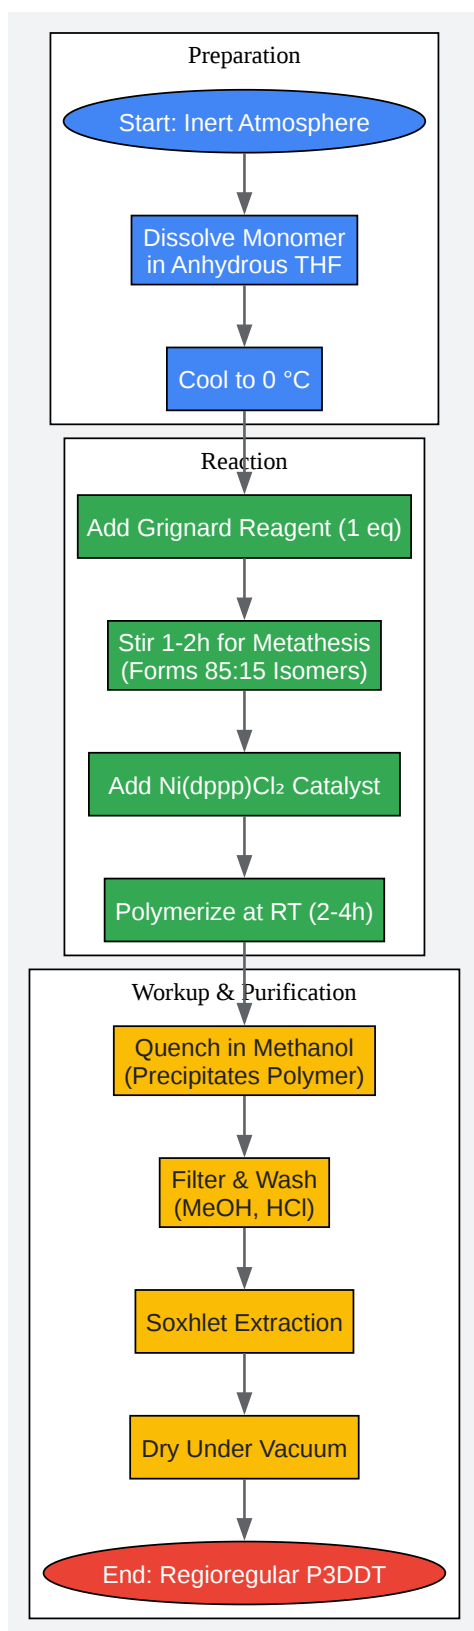 Preparation
Start: Inert Atmosphere
Dissolve Monomer
in Anhydrous THF
Cool to 0 °C
Reaction
Add Grignard Reagent (1 eq)
Stir 1-2h for Metathesis
(Forms 85:15 Isomers)
Add Ni(dppp)Cl₂ Catalyst
Polymerize at RT (2-4h)
Workup & Purification
Quench in Methanol
(Precipitates Polymer)
Filter & Wash
(MeOH, HCl)
Soxhlet Extraction
Dry Under Vacuum
End: Regioregular P3DDT